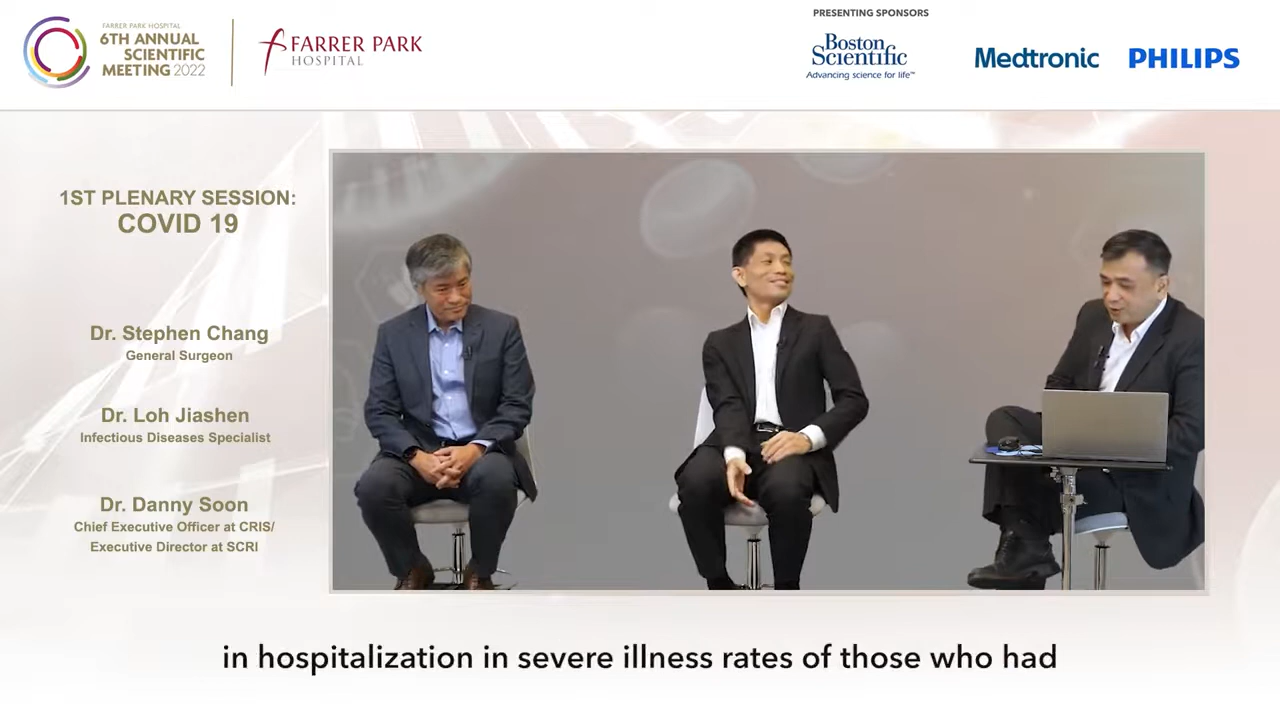 FARRER PARK HOSPITAL
6TH ANNUAL
SCIENTIFIC
MEETING 2022
FARRER PARK
HOSPITAL
PRESENTING SPONSORS
Boston
Scientific
Advancing science for life™
Medtronic
PHILIPS
1ST PLENARY SESSION:
COVID 19
Dr. Stephen Chang
General Surgeon
Dr. Loh Jiashen
Infectious Diseases Specialist
Dr. Danny Soon
Chief Executive Officer at CRIS/
Executive Director at SCRI
in hospitalization in severe illness rates of those who had